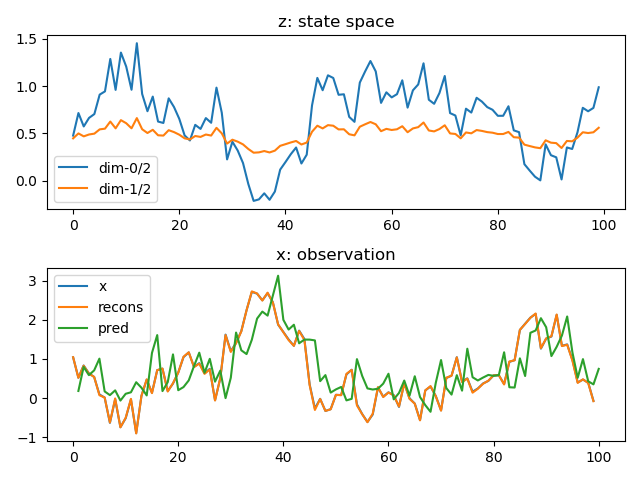 z: state space
1.5
1.0
0.5
0.0
dim-0/2
dim-1/2
0 20 40 60 80 100
x: observation
3
2
1
0
−1
x
recons
pred
0 20 40 60 80 100